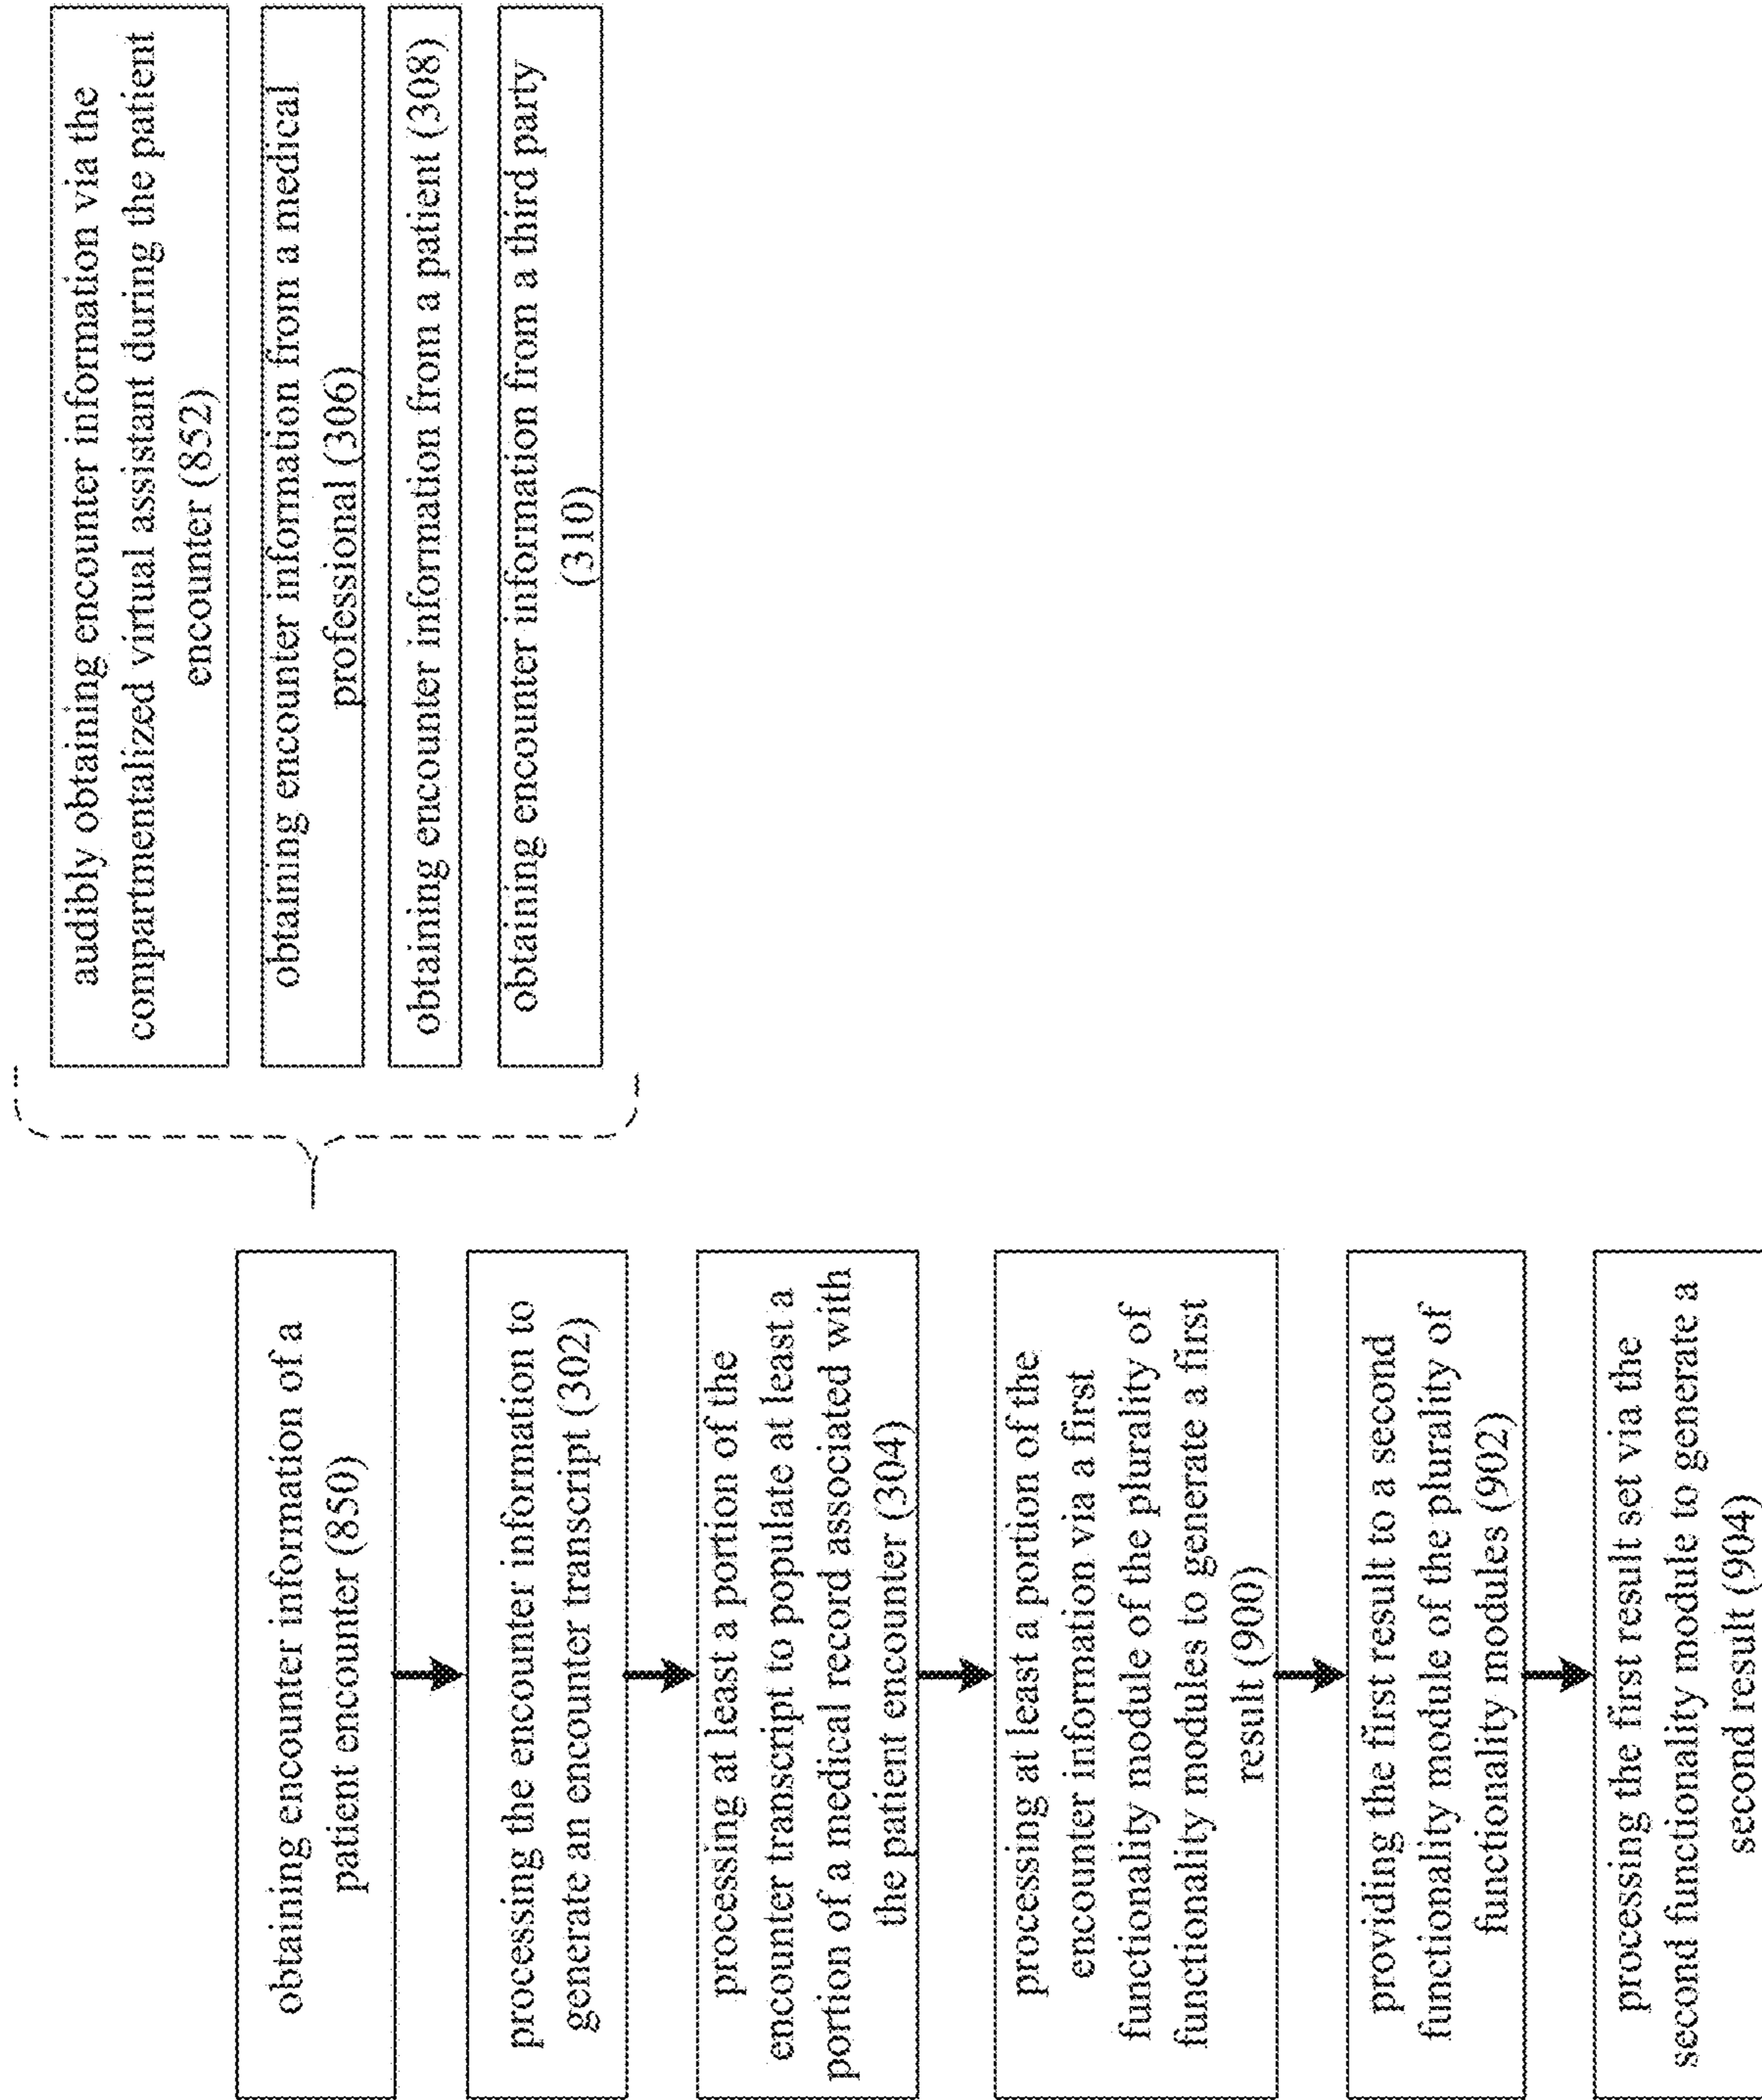 obtaining encounter information of a
patient encounter (850)
processing the encounter information to
generate an encounter transcript (302)
processing at least a portion of the
encounter transcript to populate at least a
portion of a medical record associated with
the patient encounter (304)
processing at least a portion of the
encounter information via a first
functionality module of the plurality of
functionality modules to generate a first
result (900)
providing the first result to a second
functionality module of the plurality of
functionality modules (902)
processing the first result set via the
second functionality module to generate a
second result (904)
audibly obtaining encounter information via the
compartmentalized virtual assistant during the patient
encounter (852)
obtaining encounter information from a medical
professional (306)
obtaining encounter information from a patient (308)
obtaining encounter information from a third party
(310)